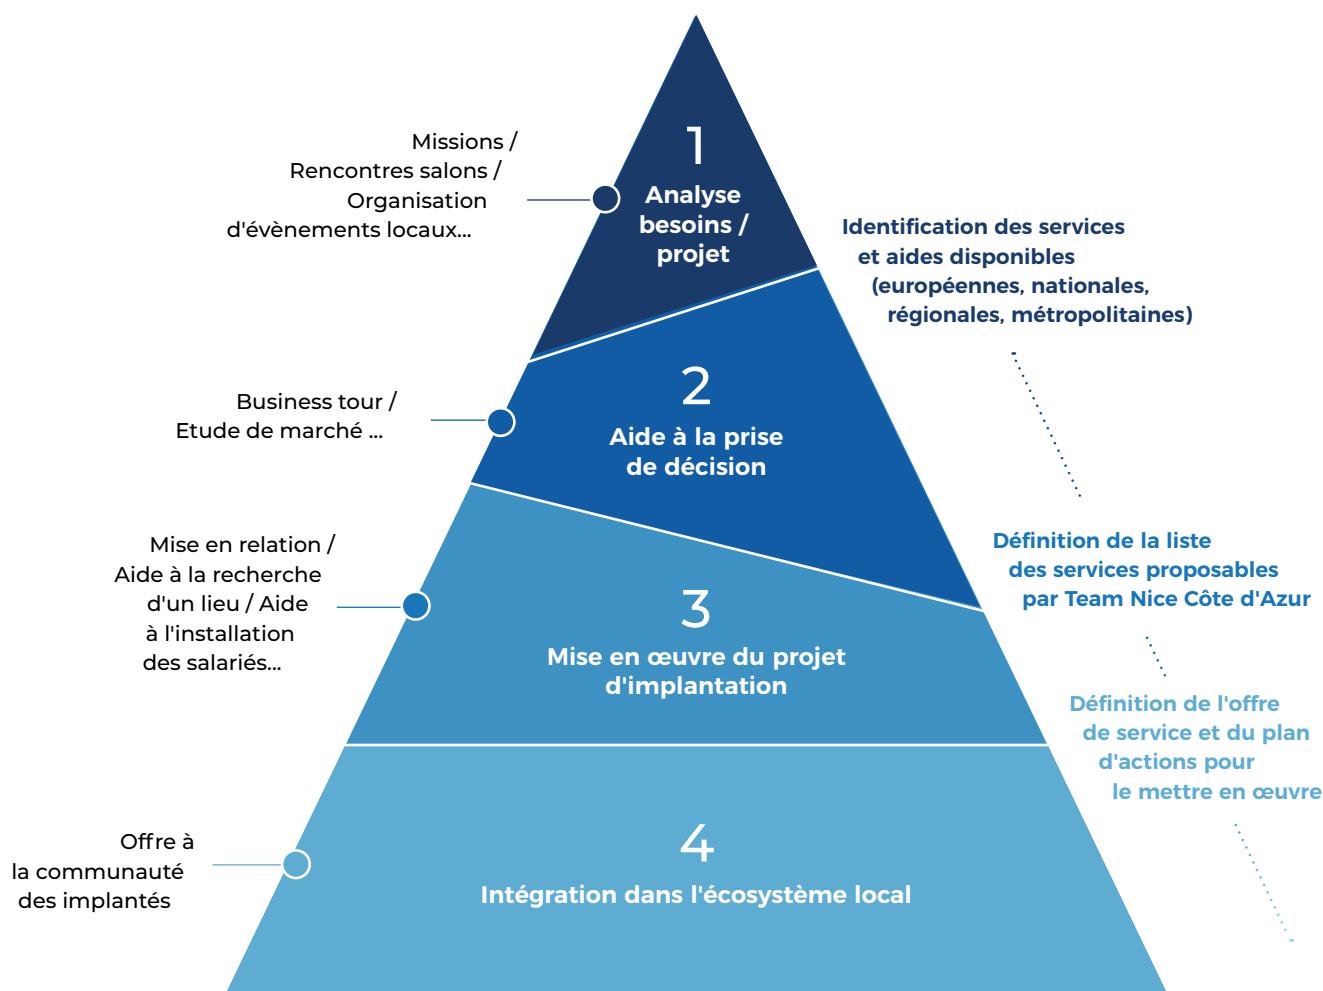 Missions /
Rencontres salons /
Organisation
d'évènements locaux...
1
Analyse
besoins /
projet
Identification des services
et aides disponibles
(européennes, nationales,
régionales, métropolitaines)
Business tour /
Etude de marché ...
2
Aide à la prise
de décision
Mise en relation /
Aide à la recherche
d'un lieu / Aide
à l'installation
des salariés...
3
Mise en œuvre du projet
d'implantation
Définition de la liste
des services proposables
par Team Nice Côte d'Azur
Définition de l'offre
de service et du plan
d'actions pour
le mettre en œuvre
Offre à
la communauté
des implantés
4
Intégration dans l'écosystème local